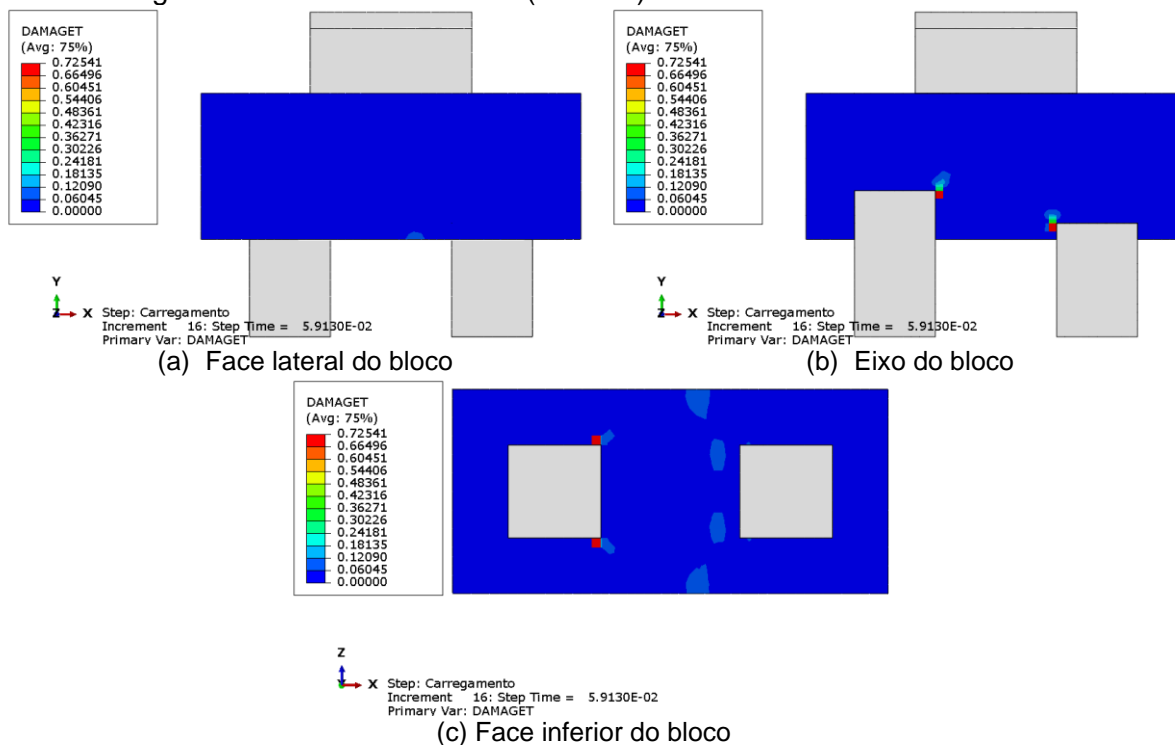 DAMAGET
(Avg: 75%)
0.72541
0.66496
0.60451
0.54406
0.48361
0.42316
0.36271
0.30226
0.24181
0.18135
0.12090
0.06045
0.00000
Y
Z
X
Step: Carregamento
Increment 16: Step Time = 5.9130E-02
Primary Var: DAMAGET
(a) Face lateral do bloco
DAMAGET
(Avg: 75%)
0.72541
0.66496
0.60451
0.54406
0.48361
0.42316
0.36271
0.30226
0.24181
0.18135
0.12090
0.06045
0.00000
Y
Z
X
Step: Carregamento
Increment 16: Step Time = 5.9130E-02
Primary Var: DAMAGET
(b) Eixo do bloco
DAMAGET
(Avg: 75%)
0.72541
0.66496
0.60451
0.54406
0.48361
0.42316
0.36271
0.30226
0.24181
0.18135
0.12090
0.06045
0.00000
Z
Y
X
Step: Carregamento
Increment 16: Step Time = 5.9130E-02
Primary Var: DAMAGET
(c) Face inferior do bloco